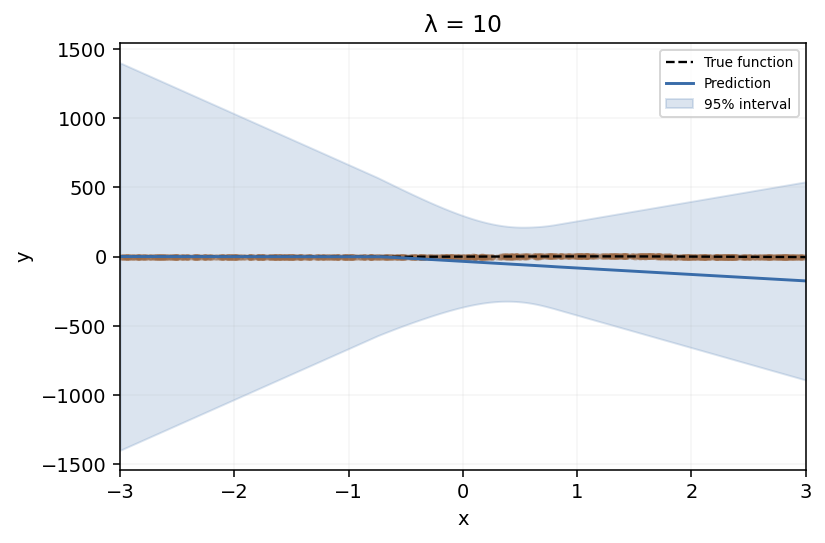 λ = 10
1500
1000
500
0
−500
−1000
−1500
y
True function
Prediction
95% interval
−3
−2
−1
0
1
2
3
x